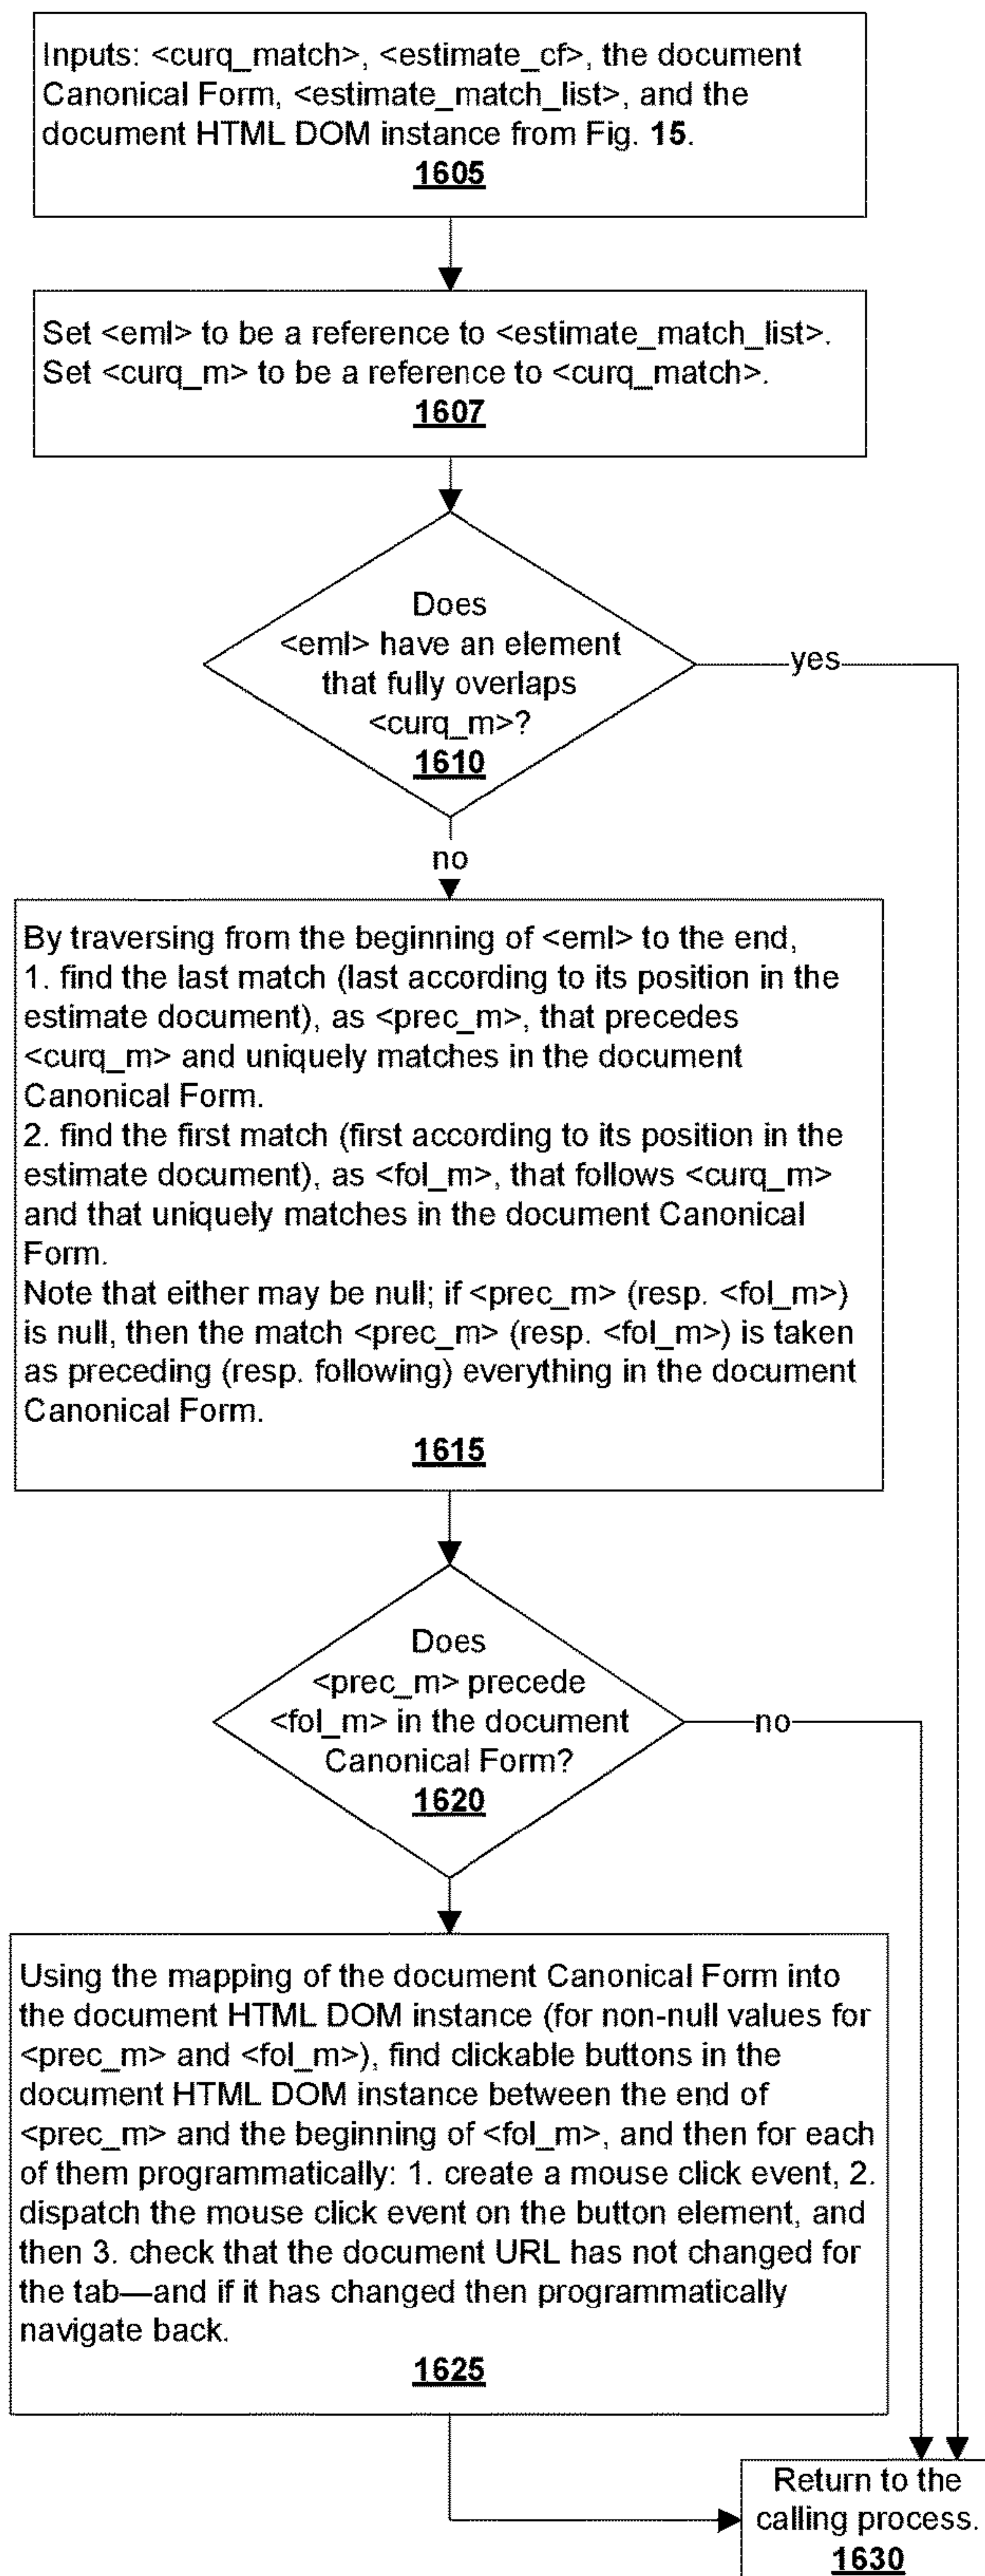 Inputs: <curq_match>, <estimate_cf>, the document
Canonical Form, <estimate_match_list>, and the
document HTML DOM instance from Fig. 15.
1605
Set <eml> to be a reference to <estimate_match_list>.
Set <curq_m> to be a reference to <curq_match>.
1607
Does
<eml> have an element
that fully overlaps
<curq_m>?
1610
yes
no
By traversing from the beginning of <eml> to the end,
1. find the last match (last according to its position in the
estimate document), as <prec_m>, that precedes
<curq_m> and uniquely matches in the document
Canonical Form.
2. find the first match (first according to its position in the
estimate document), as <fol_m>, that follows <curq_m>
and that uniquely matches in the document Canonical
Form.
Note that either may be null; if <prec_m> (resp. <fol_m>)
is null, then the match <prec_m> (resp. <fol_m>) is taken
as preceding (resp. following) everything in the document
Canonical Form.
1615
Does
<prec_m> precede
<fol_m> in the document
Canonical Form?
1620
no
Using the mapping of the document Canonical Form into
the document HTML DOM instance (for non-null values for
<prec_m> and <fol_m>), find clickable buttons in the
document HTML DOM instance between the end of
<prec_m> and the beginning of <fol_m>, and then for each
of them programmatically: 1. create a mouse click event, 2.
dispatch the mouse click event on the button element, and
then 3. check that the document URL has not changed for
the tab—and if it has changed then programmatically
navigate back.
1625
Return to the
calling process.
1630